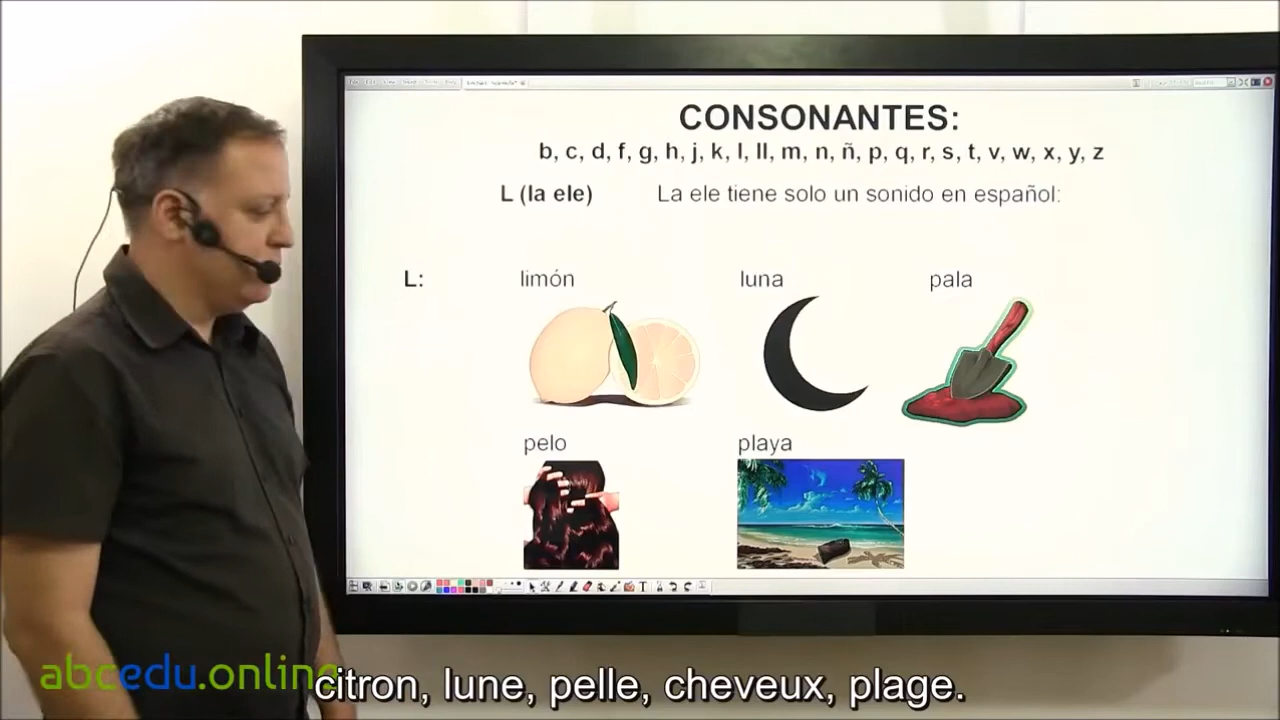 CONSONANTES:
b, c, d, f, g, h, j, k, l, ll, m, n, ñ, p, q, r, s, t, v, w, x, y, z
L (la ele) La ele tiene solo un sonido en español:
L: limón luna pala
pelo playa
abcedu.online
citron, lune, pelle, cheveux, plage.